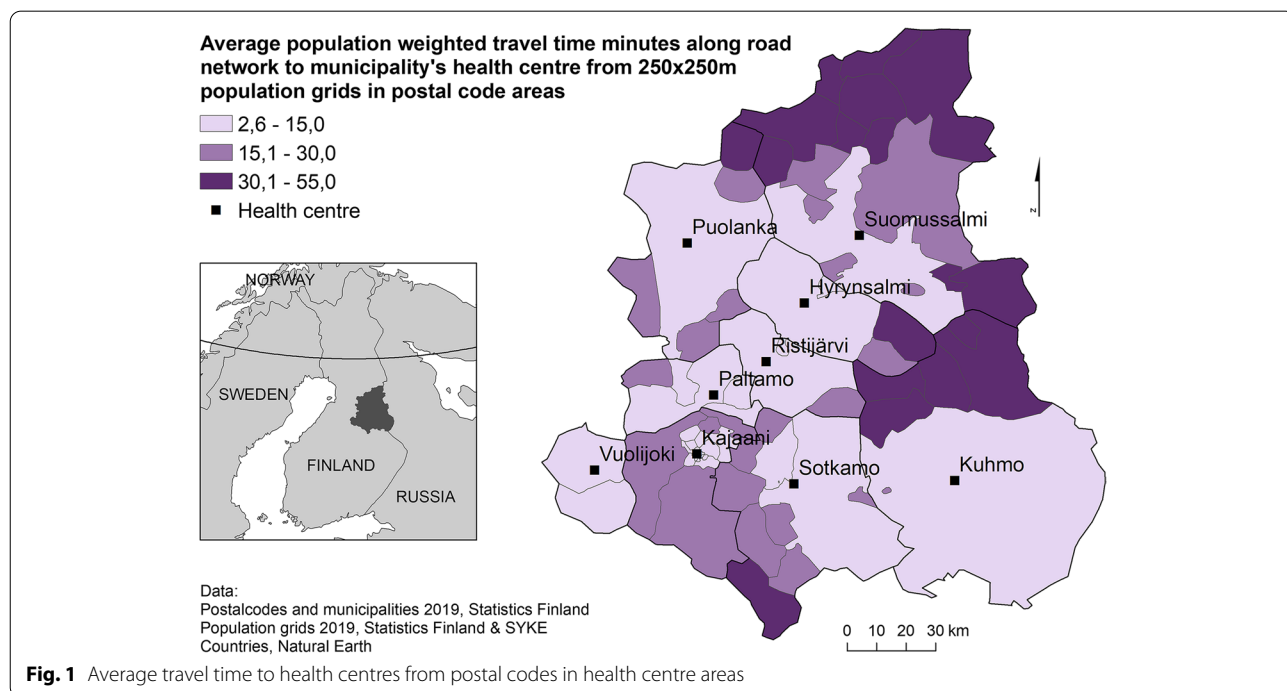 Average population weighted travel time minutes along road
network to municipality's health centre from 250x250m
population grids in postal code areas
2,6 - 15,0
15,1 - 30,0
30,1 - 55,0
Health centre
Puolanka
Suomussalmi
Hyrynsalmi
Ristijärvi
Paltamo
Kajaani
Vuolijoki
Sotkamo
Kuhmo
z
NORWAY
SWEDEN
FINLAND
RUSSIA
Data:
Postalcodes and municipalities 2019, Statistics Finland
Population grids 2019, Statistics Finland & SYKE
Countries, Natural Earth
0 10 20 30 km
Fig. 1 Average travel time to health centres from postal codes in health centre areas